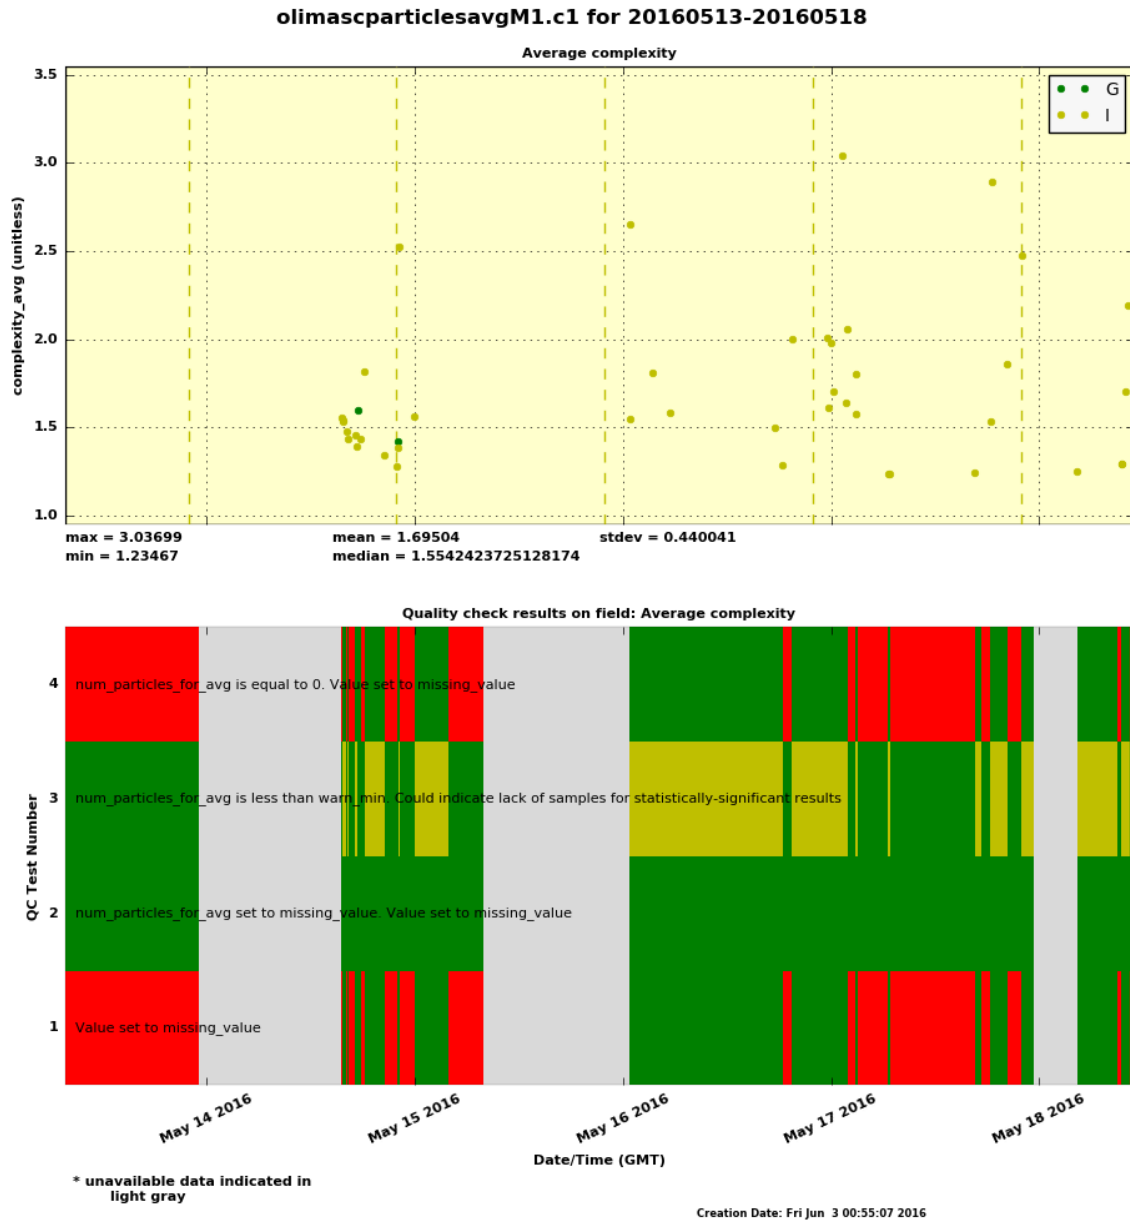 olimascparticlesavgM1.c1 for 20160513-20160518
Average complexity
3.5
3.0
2.5
2.0
1.5
1.0
complexity_avg (unitless)
G
I
max = 3.03699
mean = 1.69504
stdev = 0.440041
min = 1.23467
median = 1.5542423725128174
Quality check results on field: Average complexity
QC Test Number
4
num_particles_for_avg is equal to 0. Value set to missing_value
3
num_particles_for_avg is less than warn_min. Could indicate lack of samples for statistically-significant results
2
num_particles_for_avg set to missing_value. Value set to missing_value
1
Value set to missing_value
May 14 2016
May 15 2016
May 16 2016
May 17 2016
May 18 2016
Date/Time (GMT)
* unavailable data indicated in
light gray
Creation Date: Fri Jun  3 00:55:07 2016